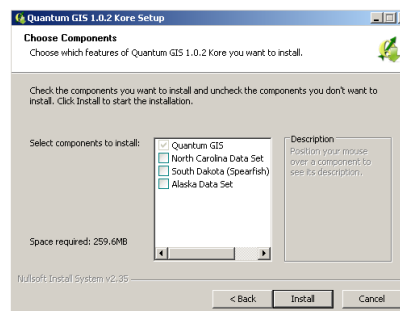 Quantum GIS 1.0.2 Kore Setup
Choose Components
Choose which features of Quantum GIS 1.0.2 Kore you want to install.
Check the components you want to install and uncheck the components you don't want to
install. Click Install to start the installation.
Select components to install:
Quantum GIS
North Carolina Data Set
South Dakota (Spearfish)
Alaska Data Set
Description
Position your mouse
over a component to
see its description.
Space required: 259.6MB
Nullsoft Install System v2.35
< Back
Install
Cancel